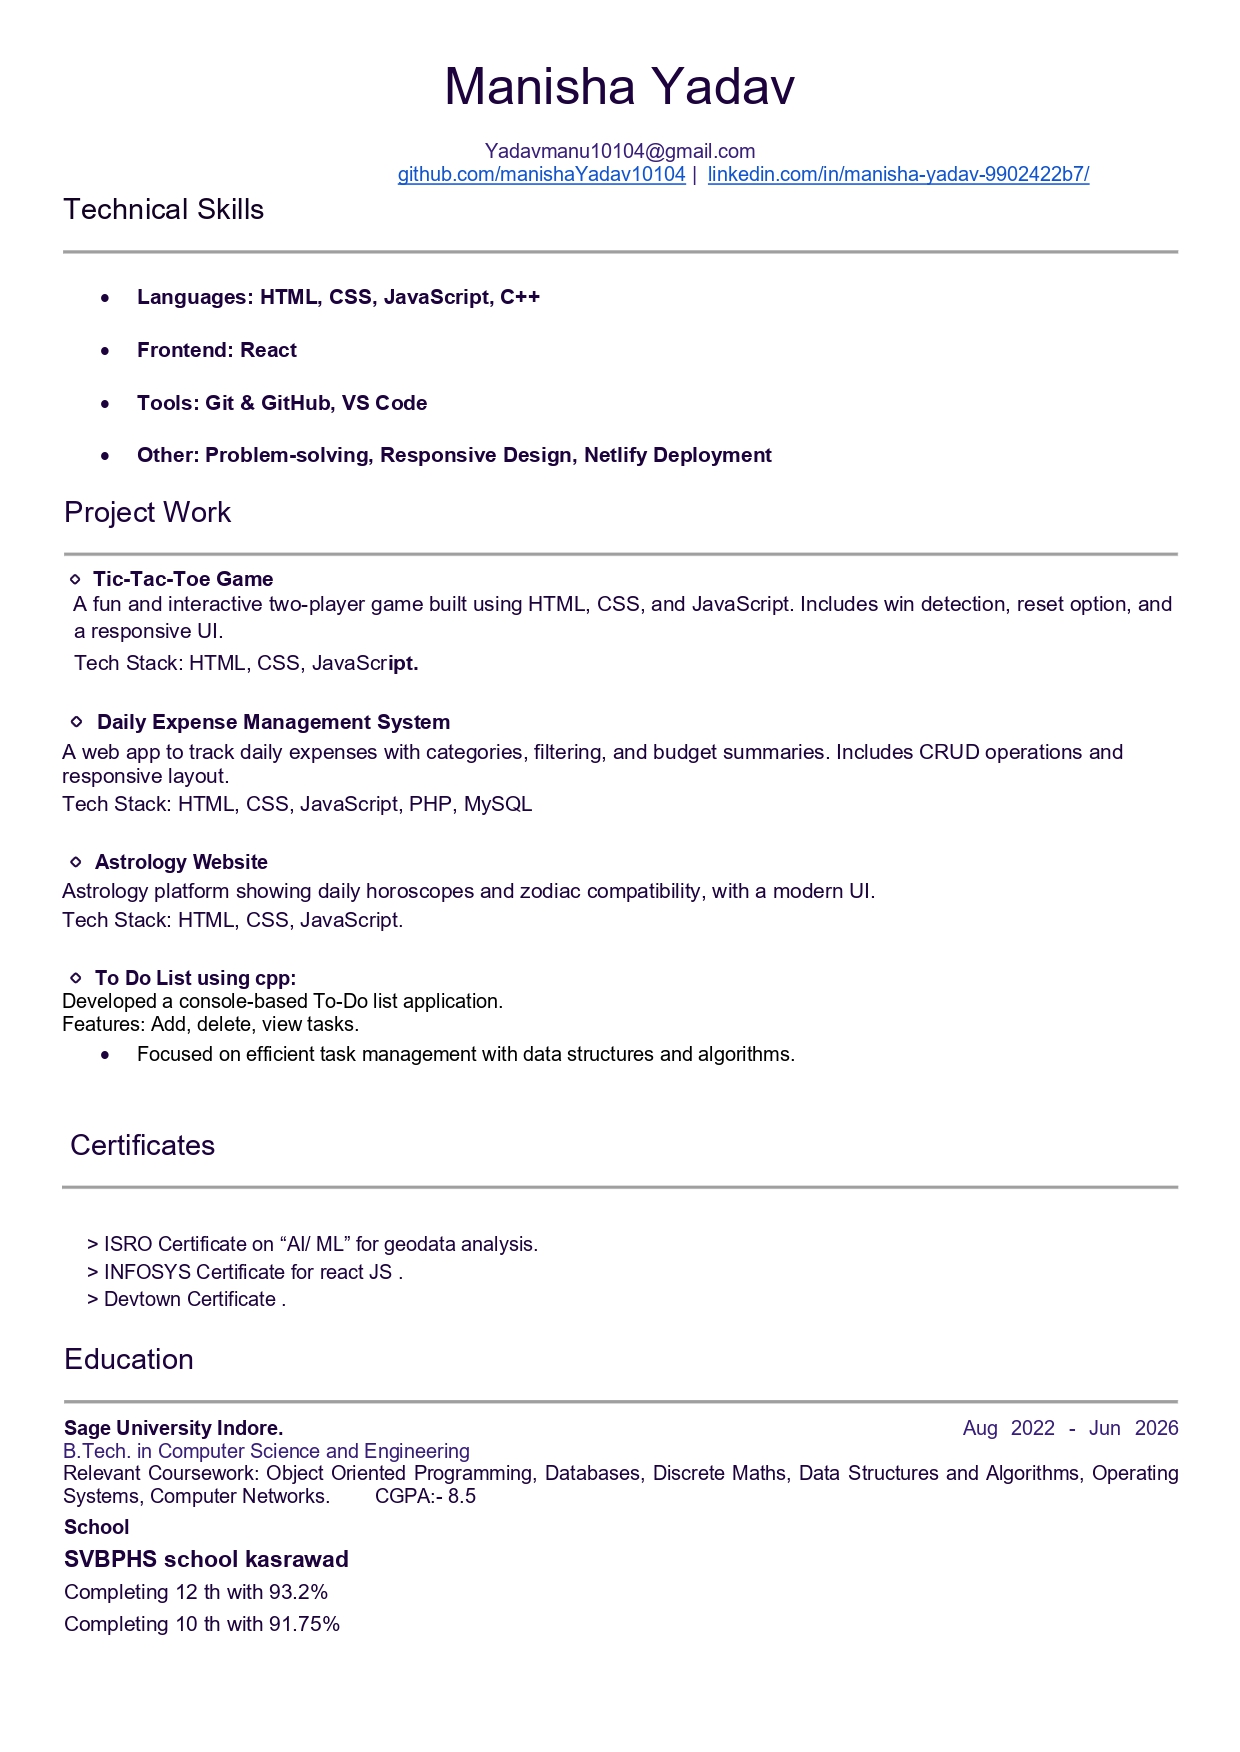 Manisha Yadav
Yadavmanu10104@gmail.com
github.com/manishaYadav10104 | linkedin.com/in/manisha-yadav-9902422b7/
Technical Skills
• Languages: HTML, CSS, JavaScript, C++
• Frontend: React
• Tools: Git & GitHub, VS Code
• Other: Problem-solving, Responsive Design, Netlify Deployment
Project Work
⋄ Tic-Tac-Toe Game
A fun and interactive two-player game built using HTML, CSS, and JavaScript. Includes win detection, reset option, and
a responsive UI.
Tech Stack: HTML, CSS, JavaScript.
⋄ Daily Expense Management System
A web app to track daily expenses with categories, filtering, and budget summaries. Includes CRUD operations and
responsive layout.
Tech Stack: HTML, CSS, JavaScript, PHP, MySQL
⋄ Astrology Website
Astrology platform showing daily horoscopes and zodiac compatibility, with a modern UI.
Tech Stack: HTML, CSS, JavaScript.
⋄ To Do List using cpp:
Developed a console-based To-Do list application.
Features: Add, delete, view tasks.
• Focused on efficient task management with data structures and algorithms.
Certificates
> ISRO Certificate on “AI/ ML” for geodata analysis.
> INFOSYS Certificate for react JS .
> Devtown Certificate .
Education
Sage University Indore. Aug 2022 - Jun 2026
B.Tech. in Computer Science and Engineering
Relevant Coursework: Object Oriented Programming, Databases, Discrete Maths, Data Structures and Algorithms, Operating
Systems, Computer Networks. CGPA:- 8.5
School
SVBPHS school kasrawad
Completing 12 th with 93.2%
Completing 10 th with 91.75%